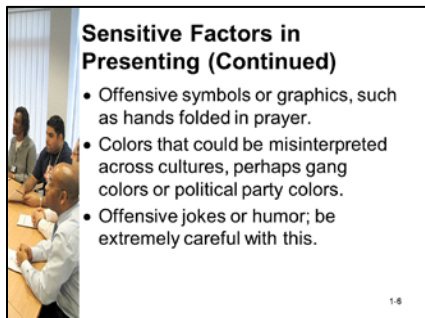 Sensitive Factors in
Presenting (Continued)
• Offensive symbols or graphics, such
as hands folded in prayer.
• Colors that could be misinterpreted
across cultures, perhaps gang
colors or political party colors.
• Offensive jokes or humor; be
extremely careful with this.
1-6